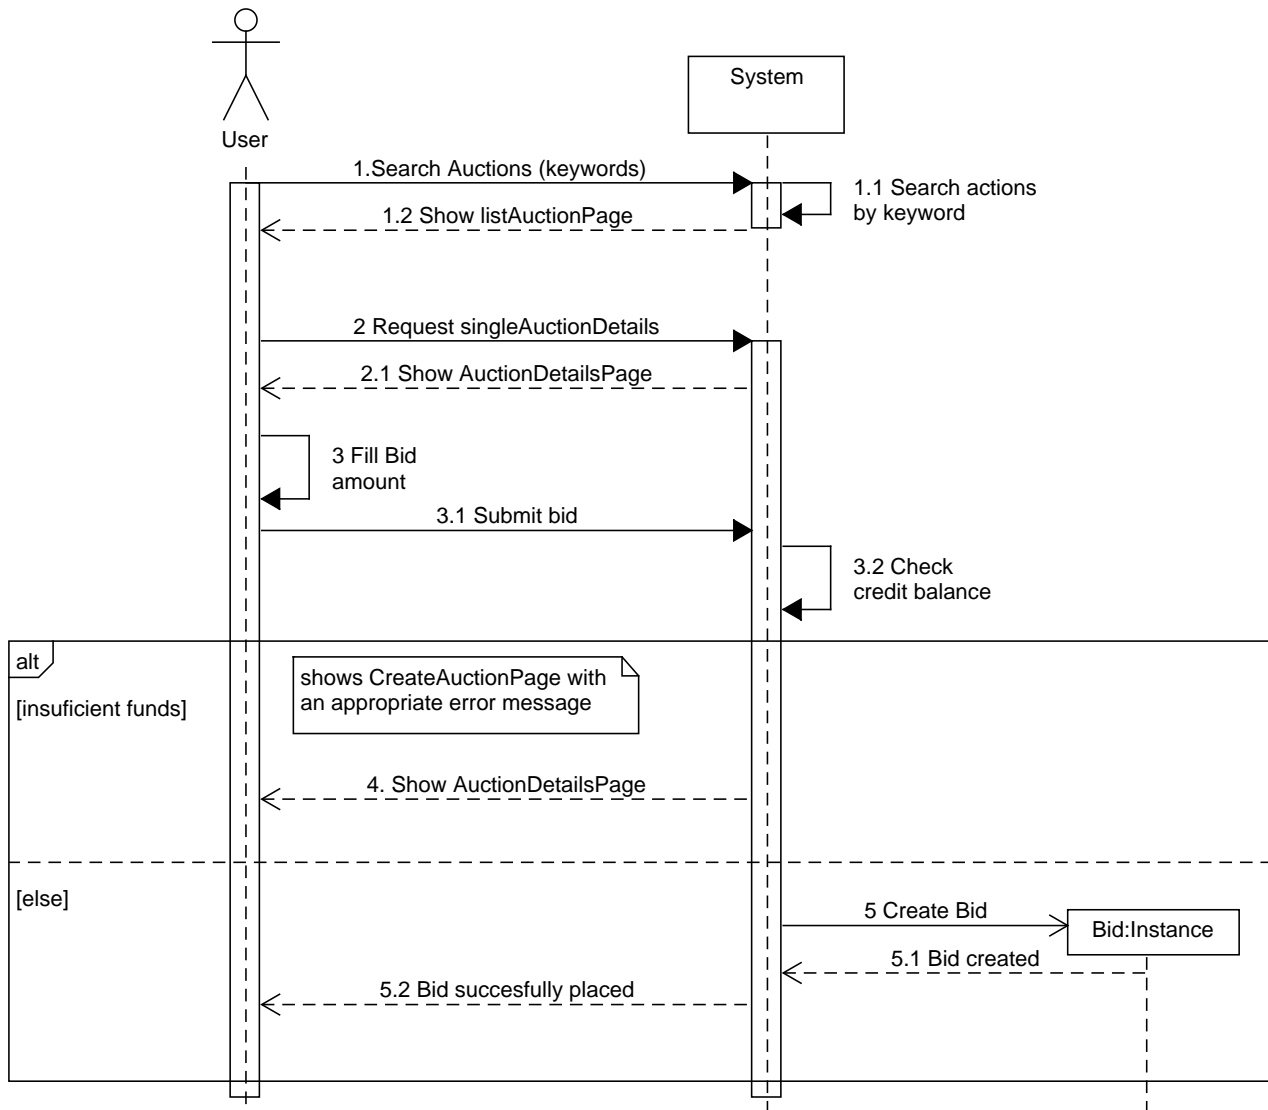 User
System
1.Search Auctions (keywords)
1.1 Search actions
by keyword
1.2 Show listAuctionPage
2 Request singleAuctionDetails
2.1 Show AuctionDetailsPage
3 Fill Bid
amount
3.1 Submit bid
3.2 Check
credit balance
alt
[insuficient funds]
shows CreateAuctionPage with
an appropriate error message
4. Show AuctionDetailsPage
[else]
5 Create Bid
Bid:Instance
5.1 Bid created
5.2 Bid succesfully placed